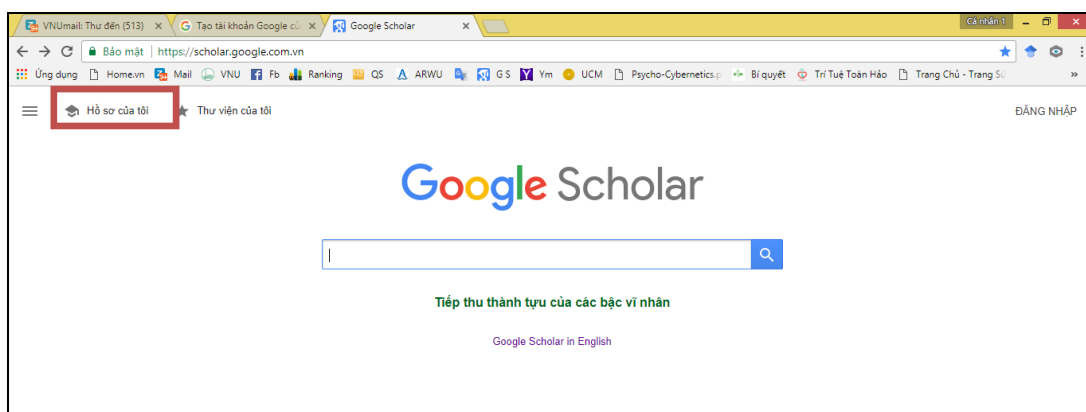 VNUmail: Thư đến (513) Tạo tài khoản Google củ Google Scholar Cá nhân 1
Bảo mật https://scholar.google.com.vn
Ứng dụng Home.vn Mail VNU Fb Ranking QS ARWU G S Ym UCM Psycho-Cybernetics.p Bí quyết Trí Tuệ Toàn Hảo Trang Chủ - Trang Sứ »
Hồ sơ của tôi Thư viện của tôi ĐĂNG NHẬP
Google Scholar
Tiếp thu thành tựu của các bậc vĩ nhân
Google Scholar in English